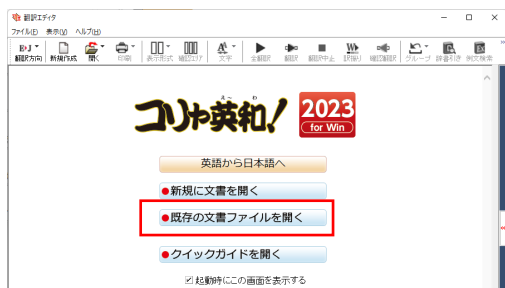 翻訳エディタ
ファイル(F) 表示(V) ヘルプ(H)
E▸J
翻訳方向 新規作成 開く 印刷 表示形式 確認エリア 文字 全翻訳 翻訳 翻訳中止 訳振り 確認翻訳 グループ 辞書引き 例文検索
え〜 わ
コリャ英和! 2023
for Win
英語から日本語へ
●新規に文書を開く
●既存の文書ファイルを開く
●クイックガイドを開く
起動時にこの画面を表示する